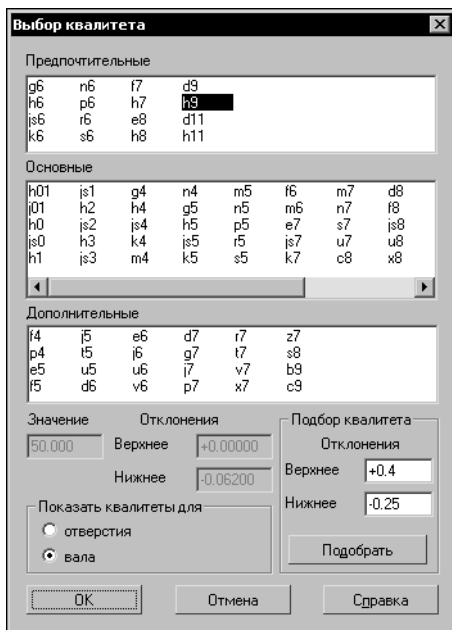 Выбор квалитета
Предпочтительные
g6 n6 f7 d9
h6 p6 h7 h9
js6 r6 e8 d11
k6 s6 h8 h11
Основные
h01 js1 g4 n4 m5 f6 m7 d8
j01 h2 h4 g5 n5 m6 n7 f8
h0 js2 js4 h5 p5 e7 s7 js8
js0 h3 k4 js5 r5 js7 u7 u8
h1 js3 m4 k5 s5 k7 c8 x8
Дополнительные
f4 j5 e6 d7 r7 z7
p4 t5 j6 g7 t7 s8
e5 u5 u6 j7 v7 b9
f5 d6 v6 p7 x7 c9
Значение Отклонения
50.000 Верхнее +0.00000
Нижнее -0.06200
Подбор квалитета
Отклонения
Верхнее +0.4
Нижнее -0.25
Подобрать
Показать квалитеты для
отверстия
вала
OK Отмена Справка